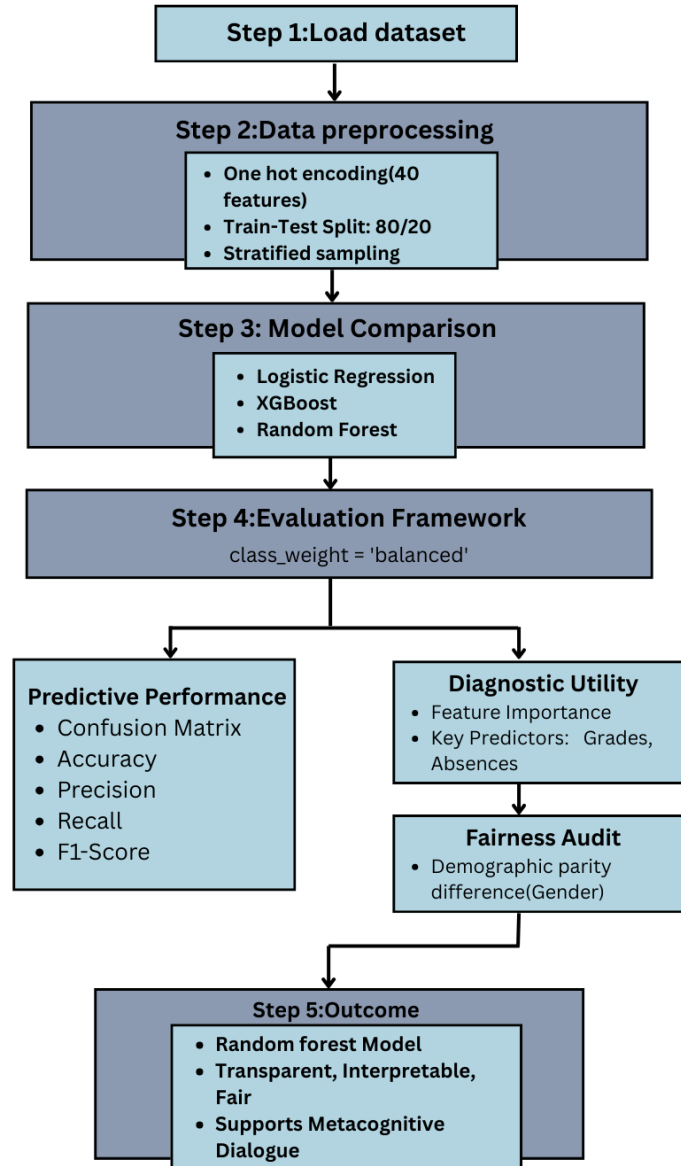 Step 1:Load dataset
Step 2:Data preprocessing
• One hot encoding(40
features)
• Train-Test Split: 80/20
• Stratified sampling
Step 3: Model Comparison
• Logistic Regression
• XGBoost
• Random Forest
Step 4:Evaluation Framework
class_weight = 'balanced'
Predictive Performance
• Confusion Matrix
• Accuracy
• Precision
• Recall
• F1-Score
Diagnostic Utility
• Feature Importance
• Key Predictors: Grades,
Absences
Fairness Audit
• Demographic parity
difference(Gender)
Step 5:Outcome
• Random forest Model
• Transparent, Interpretable,
Fair
• Supports Metacognitive
Dialogue